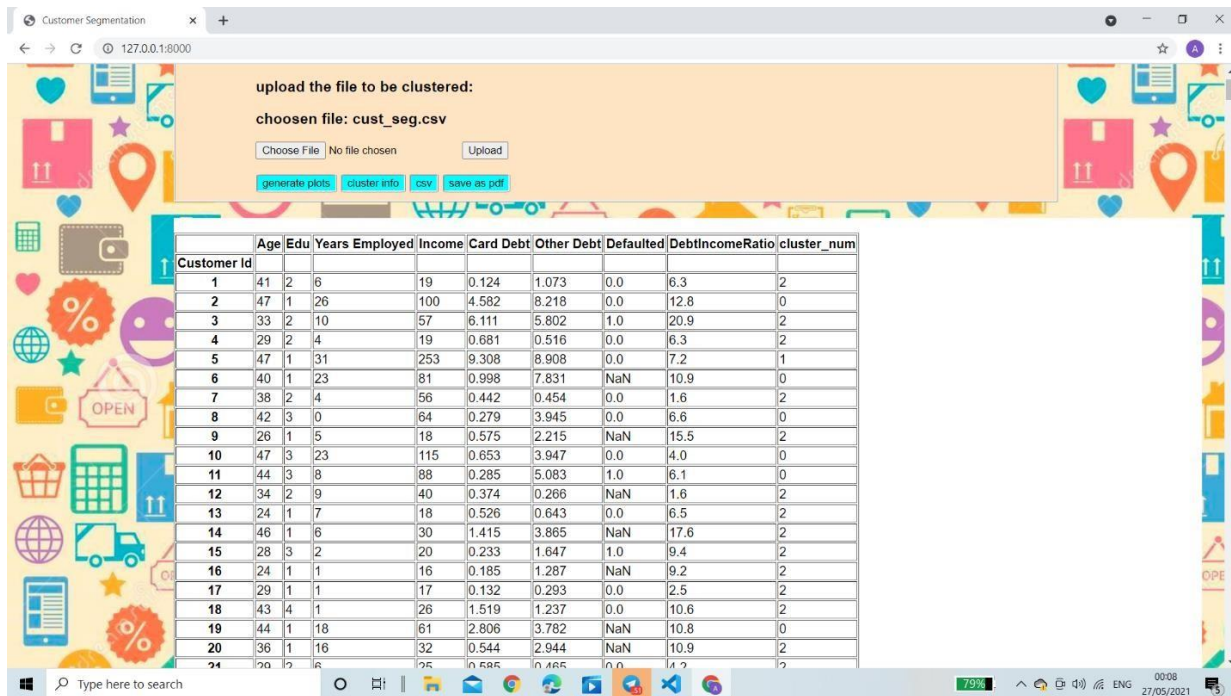 Customer Segmentation
127.0.0.1:8000
upload the file to be clustered:
choosen file: cust_seg.csv
Choose File No file chosen Upload
generate plots cluster info csv save as pdf
Age Edu Years Employed Income Card Debt Other Debt Defaulted DebtIncomeRatio cluster_num
Customer Id
1 41 2 6 19 0.124 1.073 0.0 6.3 2
2 47 1 26 100 4.582 8.218 0.0 12.8 0
3 33 2 10 57 6.111 5.802 1.0 20.9 2
4 29 2 4 19 0.681 0.516 0.0 6.3 2
5 47 1 31 253 9.308 8.908 0.0 7.2 1
6 40 1 23 81 0.998 7.831 NaN 10.9 0
7 38 2 4 56 0.442 0.454 0.0 1.6 2
8 42 3 0 64 0.279 3.945 0.0 6.6 0
9 26 1 5 18 0.575 2.215 NaN 15.5 2
10 47 3 23 115 0.653 3.947 0.0 4.0 0
11 44 3 8 88 0.285 5.083 1.0 6.1 0
12 34 2 9 40 0.374 0.266 NaN 1.6 2
13 24 1 7 18 0.526 0.643 0.0 6.5 2
14 46 1 6 30 1.415 3.865 NaN 17.6 2
15 28 3 2 20 0.233 1.647 1.0 9.4 2
16 24 1 1 16 0.185 1.287 NaN 9.2 2
17 29 1 1 17 0.132 0.293 0.0 2.5 2
18 43 4 1 26 1.519 1.237 0.0 10.6 2
19 44 1 18 61 2.806 3.782 NaN 10.8 0
20 36 1 16 32 0.544 2.944 NaN 10.9 2
21 29 2 6 25 0.585 0.465 0.0 4.2 2
OPEN
Type here to search
79% ENG 00:08
27/05/2021